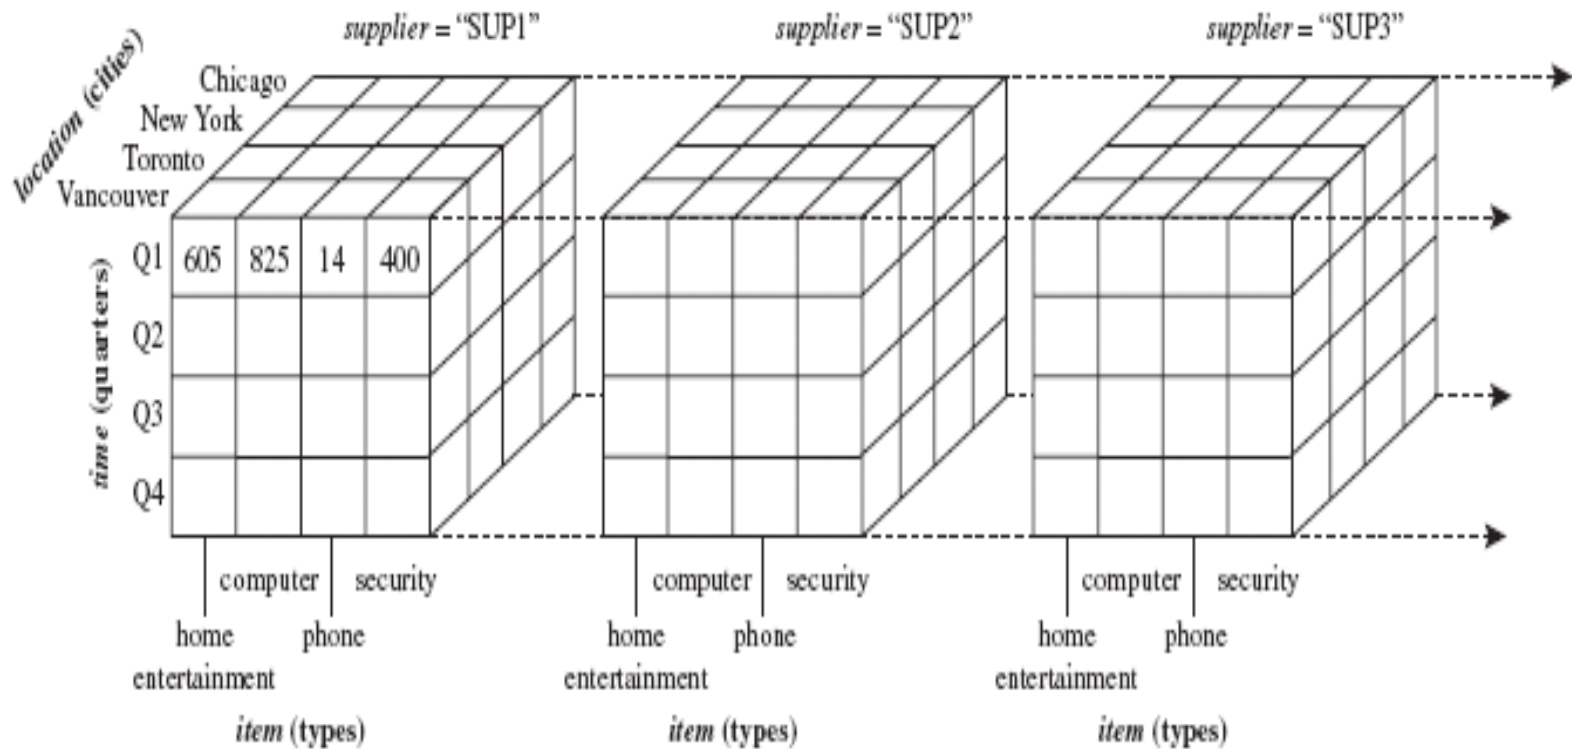 supplier = “SUP1”
supplier = “SUP2”
supplier = “SUP3”
location (cities)
Chicago
New York
Toronto
Vancouver
time (quarters)
Q1
605 825 14 400
Q2
Q3
Q4
computer security
home phone
entertainment
item (types)
computer security
home phone
entertainment
item (types)
computer security
home phone
entertainment
item (types)